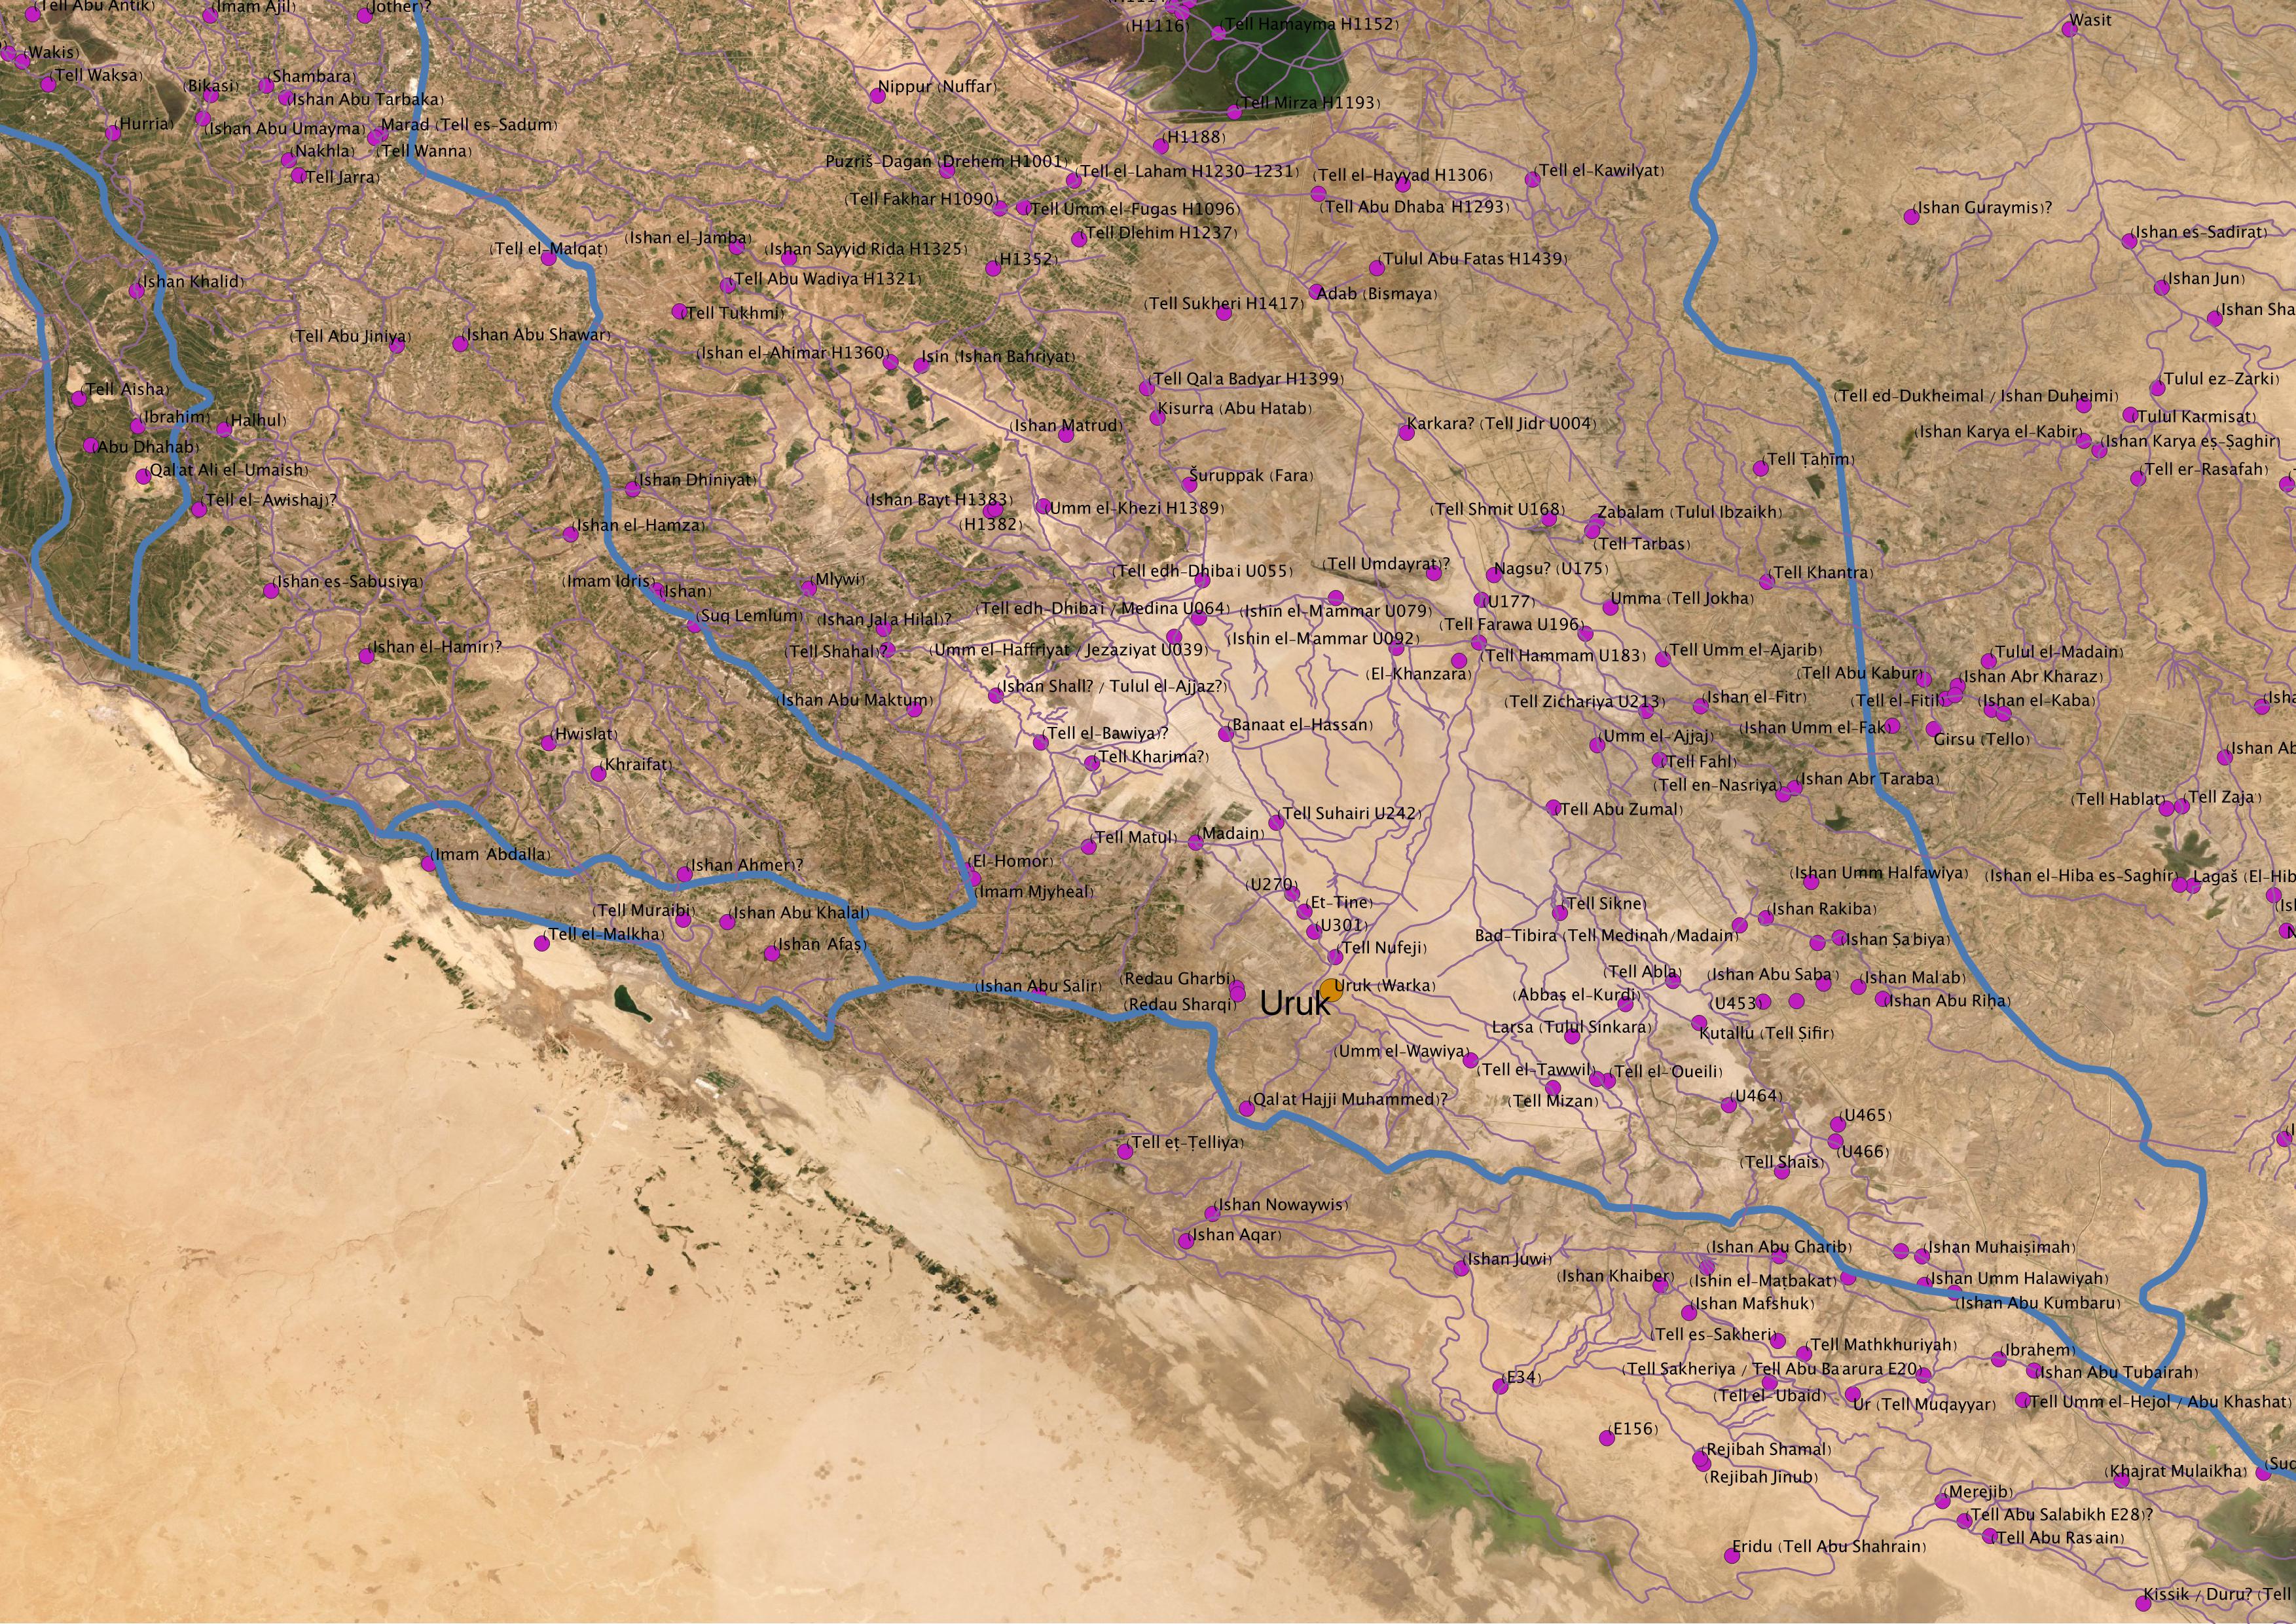 (Tell Abu Antik)
(Imam Ajil)
(Jother)?
(H1116)
(Tell Hamayma H1152)
Wasit
(Wakis)
(Tell Waksa)
(Bikasi)
(Shambara)
(Ishan Abu Tarbaka)
Nippur (Nuffar)
(Tell Mirza H1193)
(Hurria)
(Ishan Abu Umayma)
Marad (Tell es-Sadum)
(Nakhla)
(Tell Wanna)
(Tell Jarra)
(H1188)
Puzriš-Dagan (Drehem H1001)
(Tell el-Laham H1230-1231)
(Tell el-Hayyad H1306)
(Tell el-Kawilyat)
(Tell Fakhar H1090)
(Tell Umm el-Fugas H1096)
(Tell Abu Dhaba H1293)
(Ishan Guraymis)?
(Tell Dlehim H1237)
(Ishan es-Sadirat)
(Tell el-Malqaṭ)
(Ishan el-Jamba)
(Ishan Sayyid Rida H1325)
(H1352)
(Tulul Abu Fatas H1439)
(Ishan Khalid)
(Tell Abu Wadiya H1321)
Adab (Bismaya)
(Ishan Jun)
(Tell Sukheri H1417)
(Tell Tukhmi)
(Ishan Sha
(Tell Abu Jiniya)
(Ishan Abu Shawar)
(Ishan el-Ahimar H1360)
Isin (Ishan Bahriyat)
(Tell Qala Badyar H1399)
(Tulul ez-Zarki)
(Tell Aisha)
(Tell ed-Dukheimal / Ishan Duheimi)
Kisurra (Abu Hatab)
(Tulul Karmisat)
(Ibrahim)
(Halhul)
(Ishan Matrud)
Karkara? (Tell Jidr U004)
(Ishan Karya el-Kabir)
(Ishan Karya eṣ-Ṣaghir)
(Abu Dhahab)
(Qalat Ali el-Umaish)
(Tell Ṭahīm)
(Tell er-Rasafah)
(Ishan Dhiniyat)
Šuruppak (Fara)
(Tell el-Awishaj)?
(Ishan Bayt H1383)
(Umm el-Khezi H1389)
(Tell Shmit U168)
Zabalam (Tulul Ibzaikh)
(Ishan el-Hamza)
(H1382)
(Tell Tarbas)
(Ishan es-Sabusiya)
(Imam Idris)
(Ishan)
(Mlywi)
(Tell edh-Dhibai U055)
(Tell Umdayrat)?
Nagsu? (U175)
(Tell Khantra)
(Suq Lemlum)
(Ishan Jala Hilal)?
(Tell edh-Dhibai / Medina U064)
(Ishin el-Mammar U079)
(U177)
Umma (Tell Jokha)
(Tell Farawa U196)
(Ishan el-Hamir)?
(Tell Shahal)?
(Umm el-Haffriyat / Jezaziyat U039)
(Ishin el-Mammar U092)
(Tell Hammam U183)
(Tell Umm el-Ajarib)
(Tulul el-Madain)
(El-Khanzara)
(Tell Abu Kabur)
(Ishan Abr Kharaz)
(Ishan Abu Maktum)
(Ishan Shall? / Tulul el-Ajjaz?)
(Tell Zichariya U213)
(Ishan el-Fitr)
(Tell el-Fitil)
(Ishan el-Kaba)
(Hwislat)
(Tell el-Bawiya)?
(Banaat el-Hassan)
(Ishan Umm el-Fak)
(Umm el-Ajjaj)
Girsu (Tello)
(Ishan Ab
(Khraifat)
(Tell Kharima?)
(Tell Fahl)
(Tell en-Nasriya)
(Ishan Abr Taraba)
(Tell Suhairi U242)
(Tell Abu Zumal)
(Tell Hablat)
(Tell Zaja)
(Tell Matul)
(Madain)
(Imam Abdalla)
(Ishan Ahmer)?
(El-Homor)
(Imam Mjyheal)
(U270)
(Ishan Umm Halfawiya)
(Ishan el-Hiba es-Saghir)
Lagaš (El-Hib
(Tell Muraibi)
(Ishan Abu Khalal)
(Et-Tine)
(Tell Sikne)
(Ishan Rakiba)
(U301)
(Tell el-Malkha)
(Ishan Afaṣ)
(Tell Nufeji)
Bad-Tibira (Tell Medinah/Madain)
(Ishan Ṣabiya)
(Ishan Abu Salir)
(Redau Gharbi)
(Redau Sharqi)
Uruk (Warka)
Uruk
(Tell Abla)
(Ishan Abu Saba)
(Ishan Malab)
(Abbas el-Kurdi)
(U453)
(Ishan Abu Riḥa)
Larsa (Tulul Sinkara)
Kutallu (Tell Ṣifir)
(Umm el-Wawiya)
(Tell el-Tawwil)
(Tell el-Oueili)
(Qalat Hajji Muhammed)?
(Tell Mizan)
(U464)
(U465)
(Tell eṭ-Ṭelliya)
(U466)
(Tell Shais)
(Ishan Nowaywis)
(Ishan Aqar)
(Ishan Abu Gharib)
(Ishan Muhaiṣimah)
(Ishan Juwi)
(Ishan Khaiber)
(Ishin el-Maṭbakat)
(Ishan Umm Halawiyah)
(Ishan Mafshuk)
(Ishan Abu Kumbaru)
(Tell es-Sakheri)
(Tell Mathkhuriyah)
(Ibrahem)
(Tell Sakheriya / Tell Abu Baarura E20)
(Ishan Abu Tubairah)
(E34)
(Tell el-Ubaid)
Ur (Tell Muqayyar)
(Tell Umm el-Hejol / Abu Khashat)
(E156)
(Rejibah Shamal)
(Rejibah Jinub)
(Khajrat Mulaikha)
(Merejib)
(Tell Abu Salabikh E28)?
(Tell Abu Rasain)
Eridu (Tell Abu Shahrain)
Kissik / Duru? (Tell